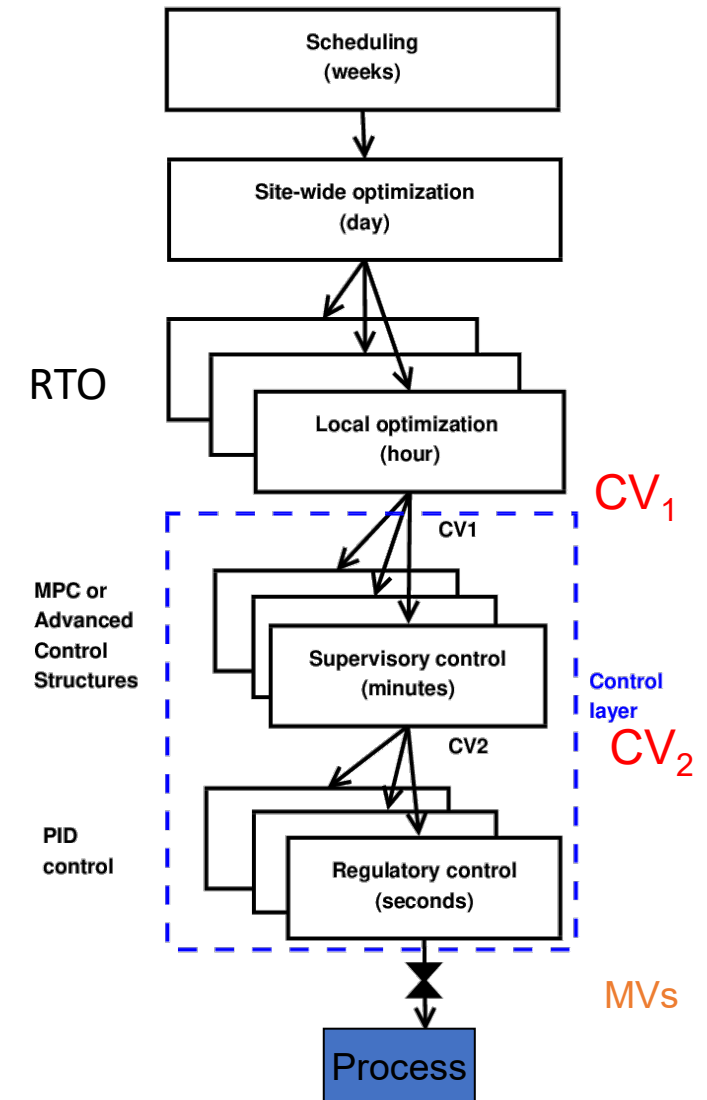 Scheduling
(weeks)
Site-wide optimization
(day)
RTO
Local optimization
(hour)
CV₁
CV1
MPC or
Advanced
Control
Structures
Supervisory control
(minutes)
Control
layer
CV2
CV₂
PID
control
Regulatory control
(seconds)
MVs
Process